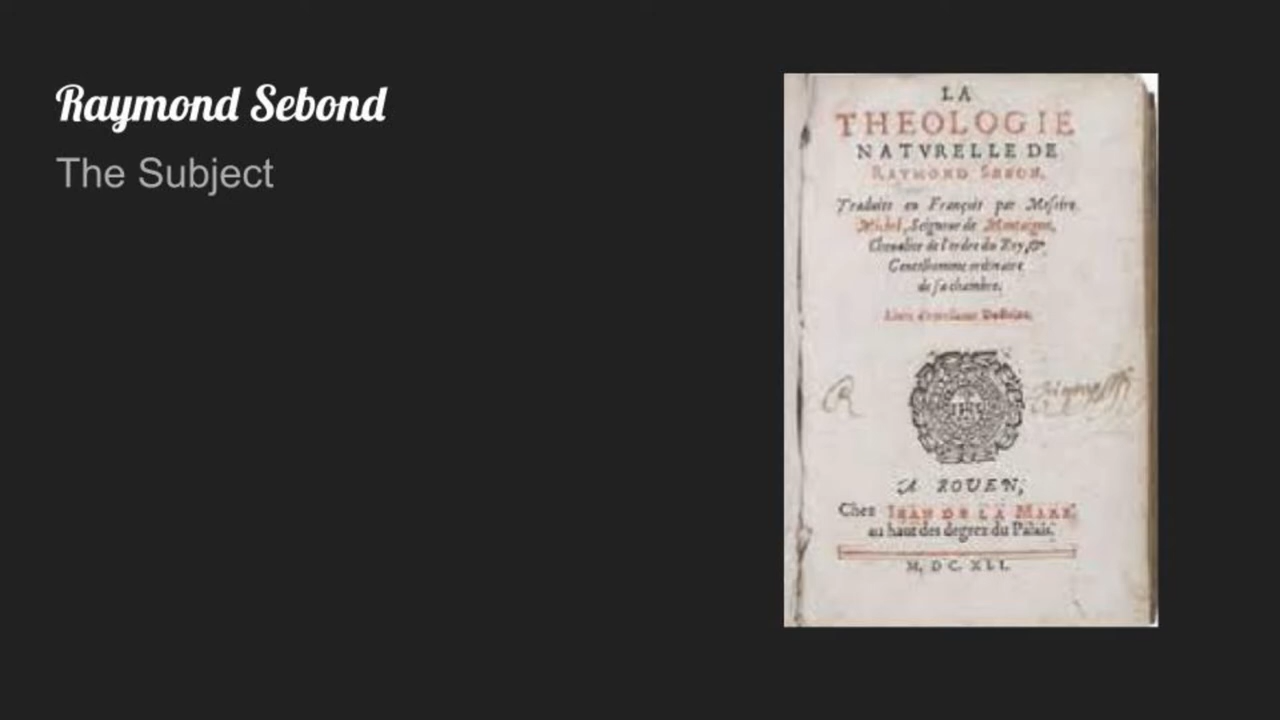 Raymond Sebond
The Subject
LA
THEOLOGIE
NATVRELLE DE
RAYMOND SEBON,
Traduite en François par Messire
Michel, Seigneur de Montaigne,
Cheualier de l'ordre du Roy, &
Gentilhomme ordinaire
de sa chambre.
IHS
A ROUEN,
Chez IEAN DE LA MARE,
au haut des degrez du Palais,
M. DC. XLI.